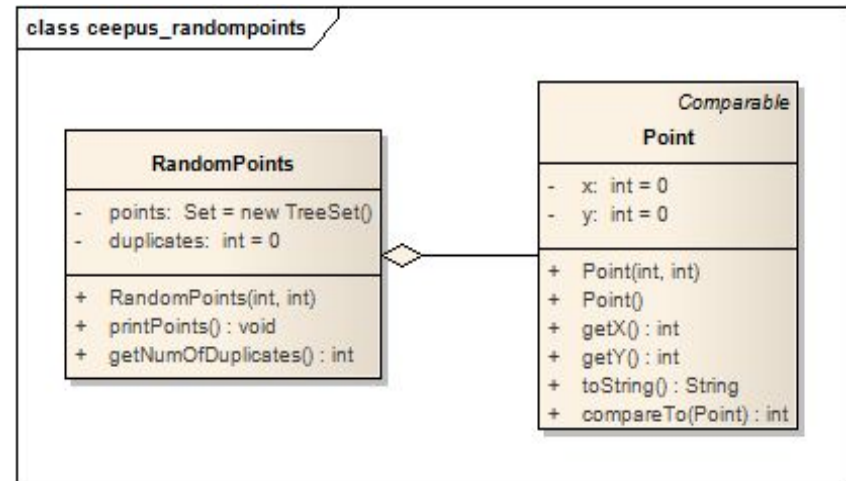 class ceepus_randompoints
RandomPoints
- points: Set = new TreeSet()
- duplicates: int = 0
+ RandomPoints(int, int)
+ printPoints() : void
+ getNumOfDuplicates() : int
Comparable
Point
- x: int = 0
- y: int = 0
+ Point(int, int)
+ Point()
+ getX() : int
+ getY() : int
+ toString() : String
+ compareTo(Point) : int